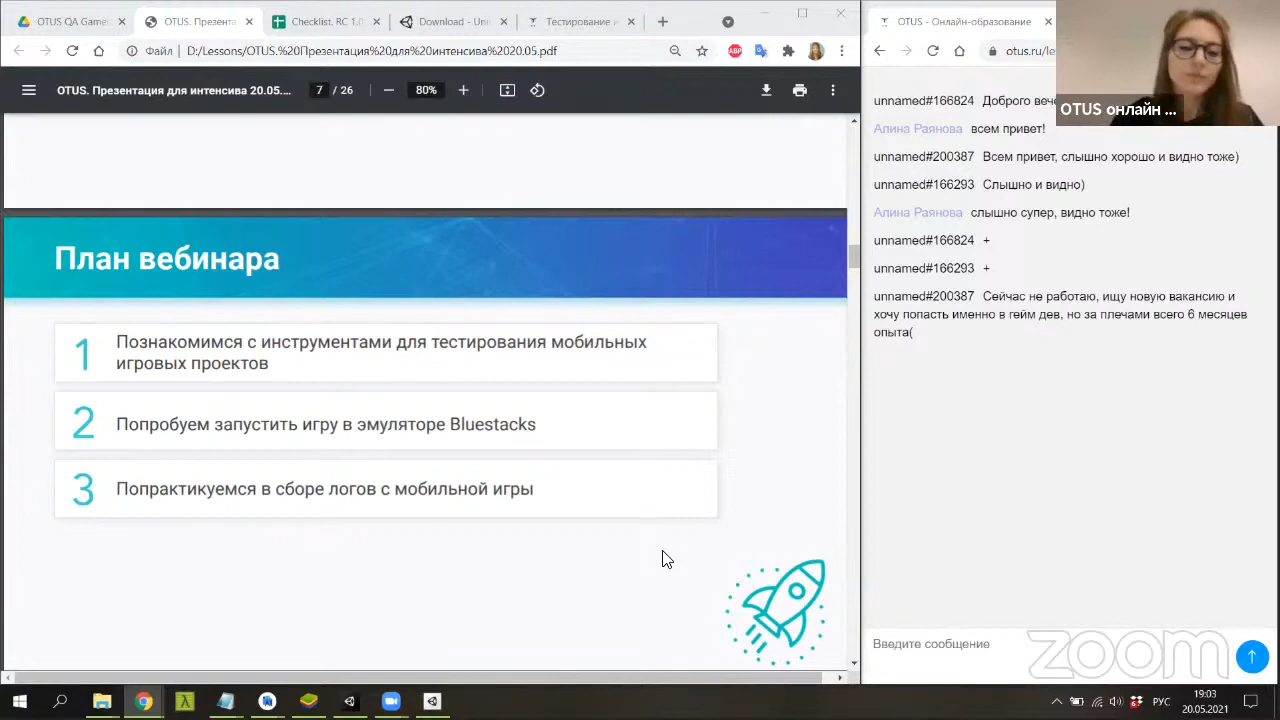 OTUS QA Game
OTUS. Презента
Checklist. RC 1.0
Download - Un
Тестирование и
OTUS - Онлайн-образование
Файл | D:/Lessons/OTUS.%20Презентация%20для%20интенсива%2020.05.pdf
ABP
otus.ru/le
OTUS. Презентация для интенсива 20.05....
7 / 26
80%
План вебинара
1 Познакомимся с инструментами для тестирования мобильных
игровых проектов
2 Попробуем запустить игру в эмуляторе Bluestacks
3 Попрактикуемся в сборе логов с мобильной игры
OTUS онлайн ...
unnamed#166824 Доброго вече
Алина Раянова всем привет!
unnamed#200387 Всем привет, слышно хорошо и видно тоже)
unnamed#166293 Слышно и видно)
Алина Раянова слышно супер, видно тоже!
unnamed#166824 +
unnamed#166293 +
unnamed#200387 Сейчас не работаю, ищу новую вакансию и
хочу попасть именно в гейм дев, но за плечами всего 6 месяцев
опыта(
Введите сообщение
zoom
РУС
19:03
20.05.2021